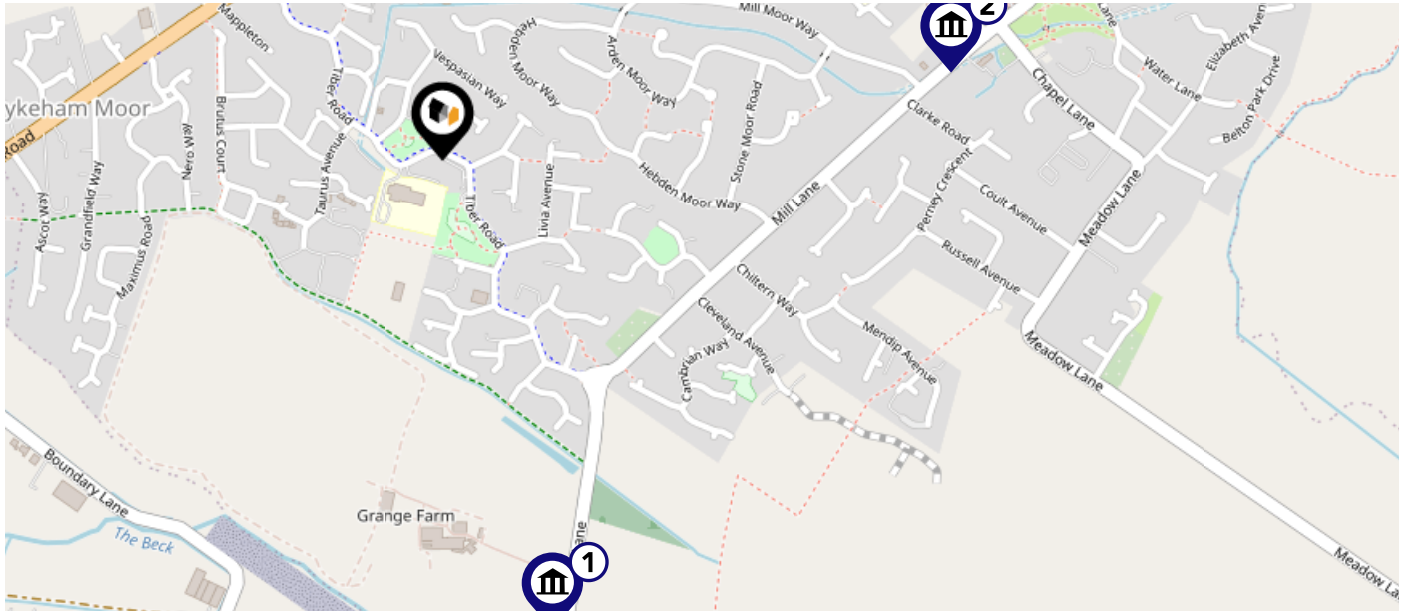 Mappleton
Hebden Moor Way
Mill Moor Way
2
Lane
Elizabeth Aven
Arden Moor Way
Vespasian Way
Tiber Road
Water Lane
Belton Park Drive
Chapel Lane
ykeham Moor
Road
Brutus Court
Nero Way
Taurus Avenue
Stone Moor Road
Clarke Road
Hebden Moor Way
Mill Lane
Perney Crescent
Coult Avenue
Meadow Lane
Ascot Way
Grandfield Way
Maximus Road
Livia Avenue
Tiber Road
Russell Avenue
Chiltern Way
Cleveland Avenue
Mendip Avenue
Cambrian Way
Meadow Lane
Boundary Lane
The Beck
Grange Farm
ane
1
Meadow La